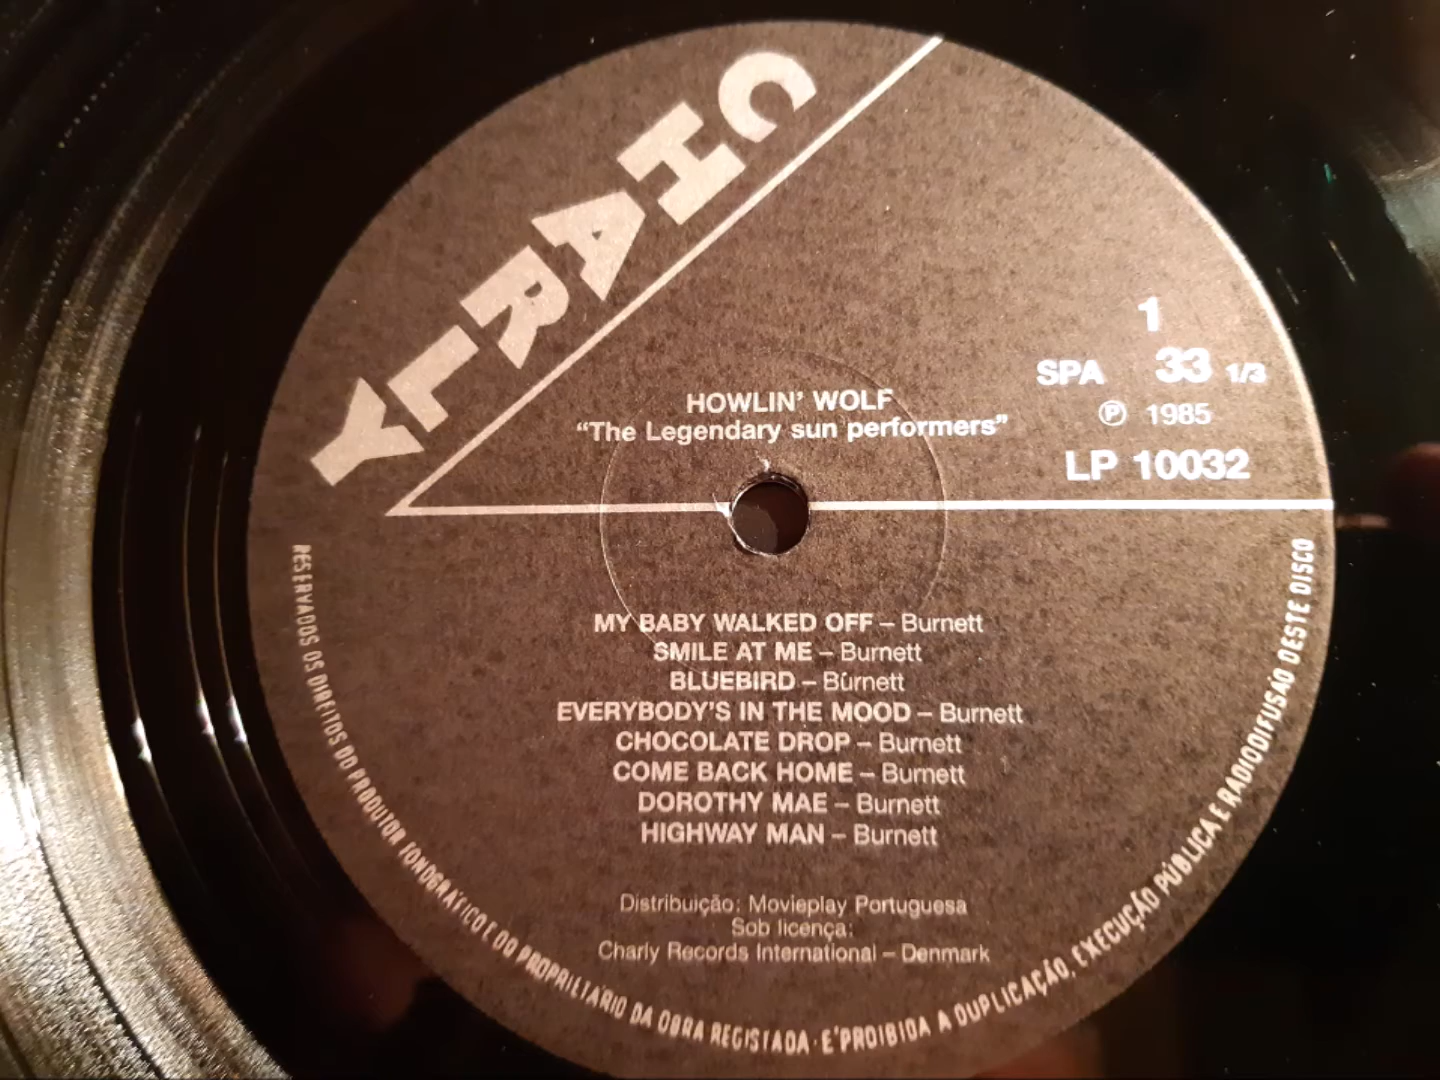 CHARLY
1
SPA 33 1/3
Ⓟ 1985
LP 10032
HOWLIN' WOLF
“The Legendary sun performers”
MY BABY WALKED OFF – Burnett
SMILE AT ME – Burnett
BLUEBIRD – Burnett
EVERYBODY'S IN THE MOOD – Burnett
CHOCOLATE DROP – Burnett
COME BACK HOME – Burnett
DOROTHY MAE – Burnett
HIGHWAY MAN – Burnett
Distribuição: Movieplay Portuguesa
Sob licença:
Charly Records International – Denmark
RESERVADOS OS DIREITOS DO PRODUTOR FONOGRÁFICO E DO PROPRIETÁRIO DA OBRA REGISTADA · É PROIBIDA A DUPLICAÇÃO, EXECUÇÃO PÚBLICA E RADIODIFUSÃO DESTE DISCO